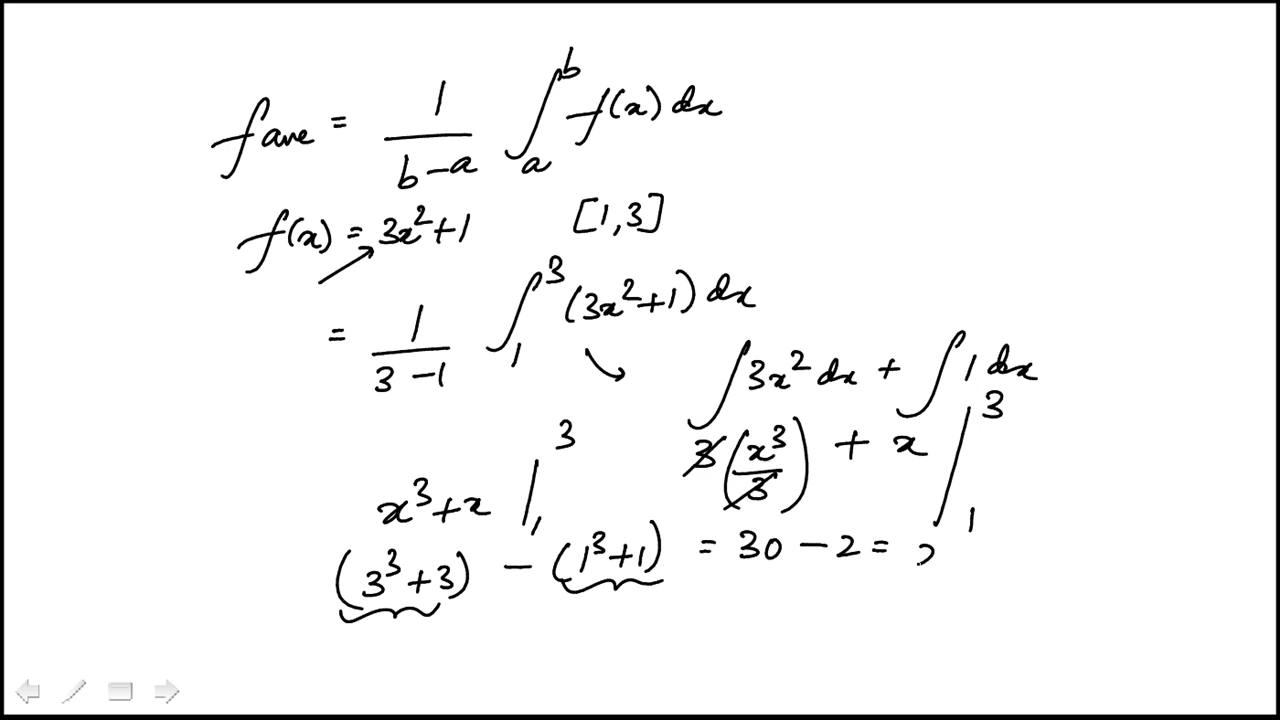 f ave = 1/(b-a) ∫_a^b f(x) dx
f(x) = 3x² + 1 [1,3]
= 1/(3-1) ∫_1^3 (3x² + 1) dx
∫ 3x² dx + ∫ 1 dx
3(x³/3) + x |_1^3
x³ + x |_1^3
(3³ + 3) - (1³ + 1) = 30 - 2 =